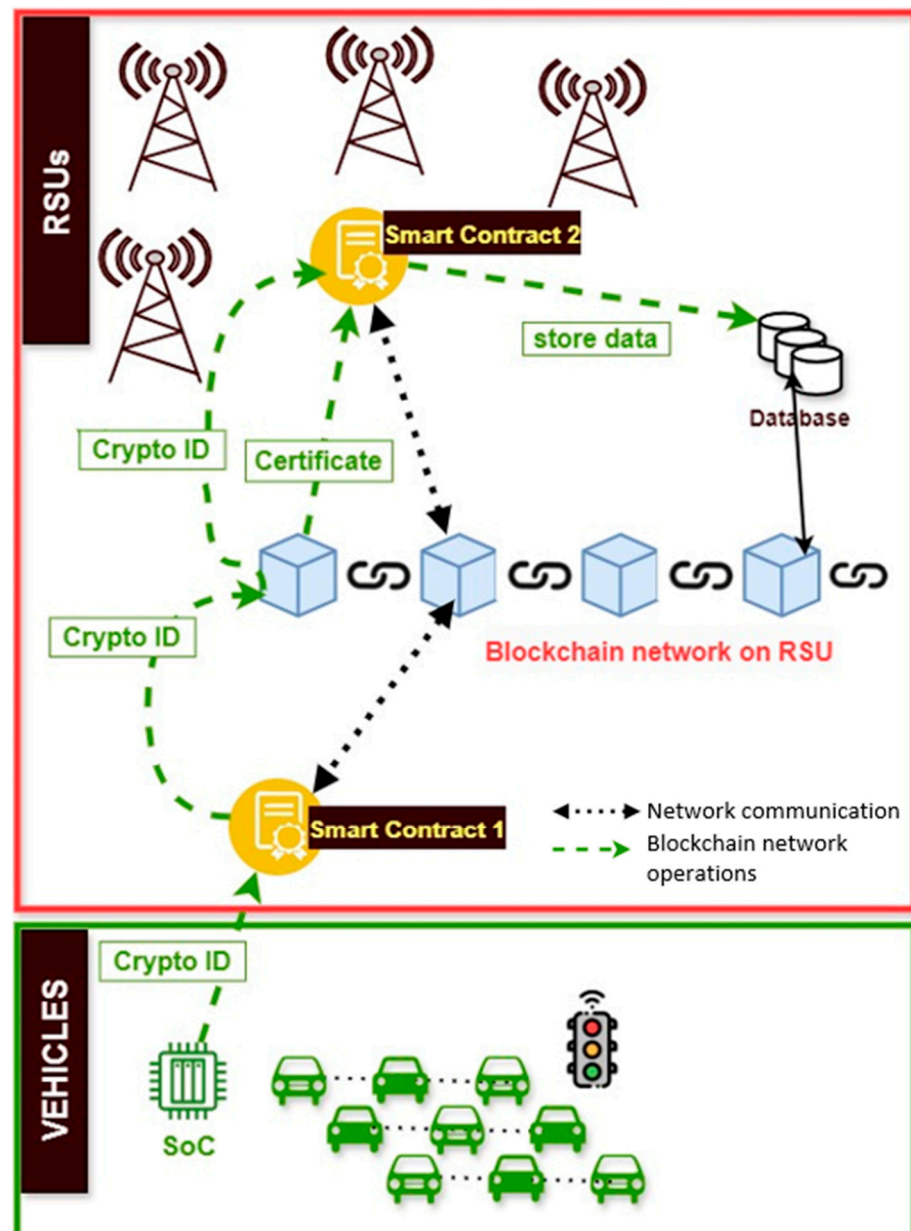 RSUs
Smart Contract 2
store data
Database
Crypto ID
Certificate
Crypto ID
Blockchain network on RSU
Smart Contract 1
Network communication
Blockchain network
operations
VEHICLES
Crypto ID
SoC